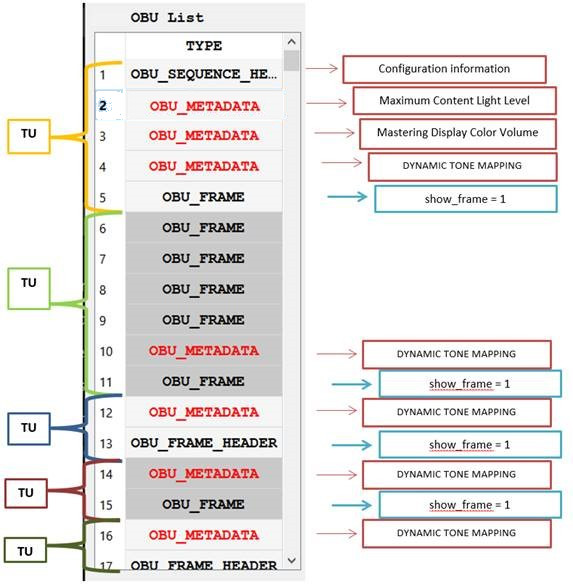 OBU List
TYPE
1 OBU_SEQUENCE_HE... Configuration information
2 OBU_METADATA Maximum Content Light Level
TU 3 OBU_METADATA Mastering Display Color Volume
4 OBU_METADATA DYNAMIC TONE MAPPING
5 OBU_FRAME show_frame = 1
6 OBU_FRAME
7 OBU_FRAME
TU 8 OBU_FRAME
9 OBU_FRAME
10 OBU_METADATA DYNAMIC TONE MAPPING
11 OBU_FRAME show_frame = 1
12 OBU_METADATA DYNAMIC TONE MAPPING
TU 13 OBU_FRAME_HEADER show_frame = 1
14 OBU_METADATA DYNAMIC TONE MAPPING
TU 15 OBU_FRAME show_frame = 1
16 OBU_METADATA DYNAMIC TONE MAPPING
TU 17 OBU_FRAME_HEADER